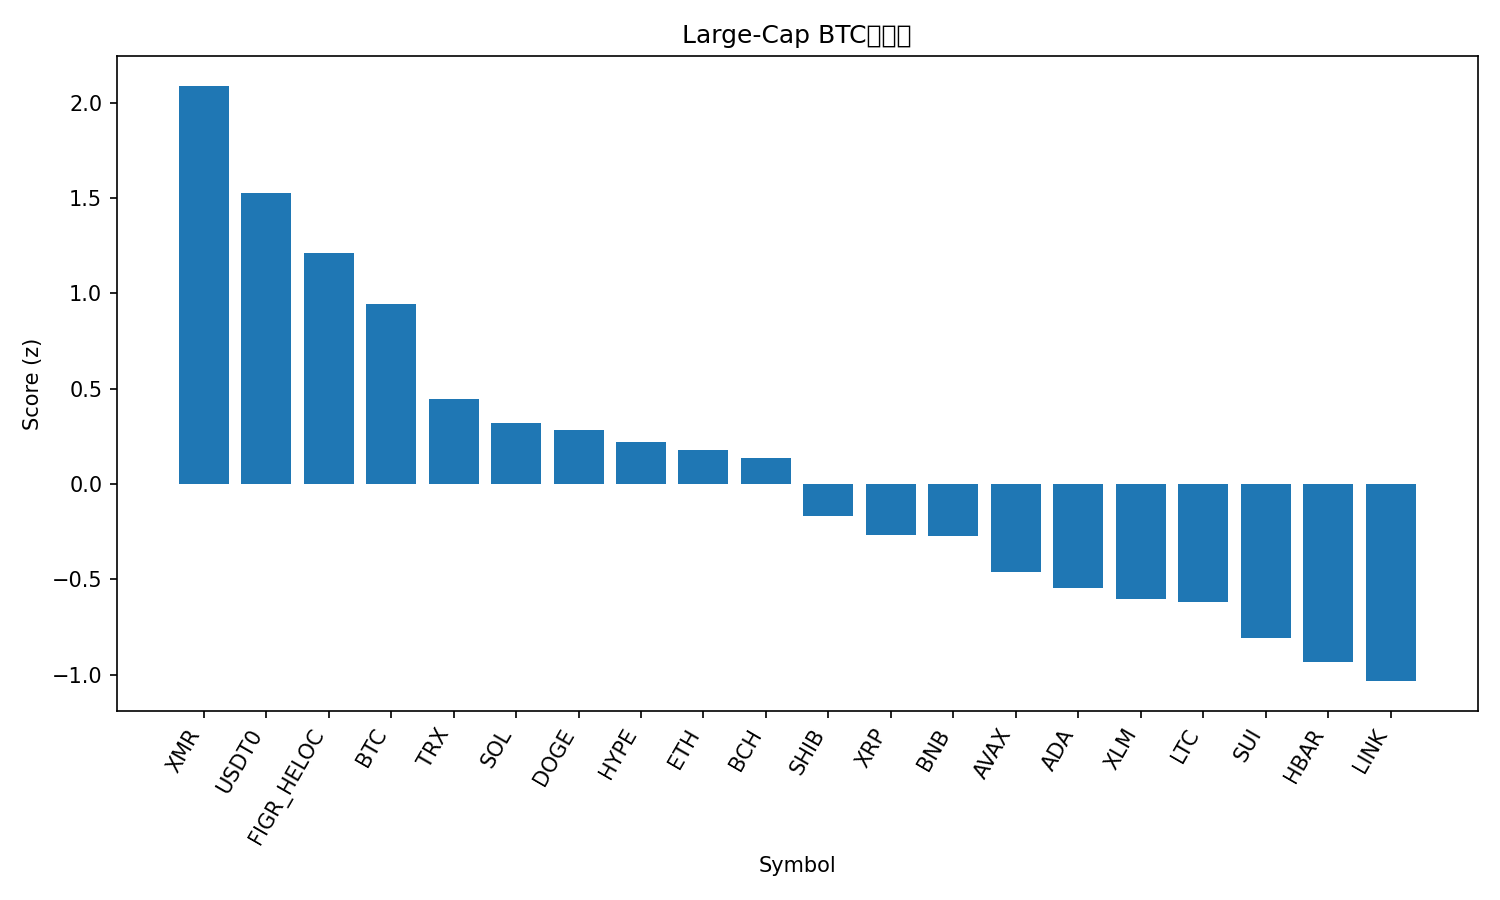 Large-Cap BTC
Score (z)
2.0
1.5
1.0
0.5
0.0
−0.5
−1.0
XMR
USDT0
FIGR_HELOC
BTC
TRX
SOL
DOGE
HYPE
ETH
BCH
SHIB
XRP
BNB
AVAX
ADA
XLM
LTC
SUI
HBAR
LINK
Symbol